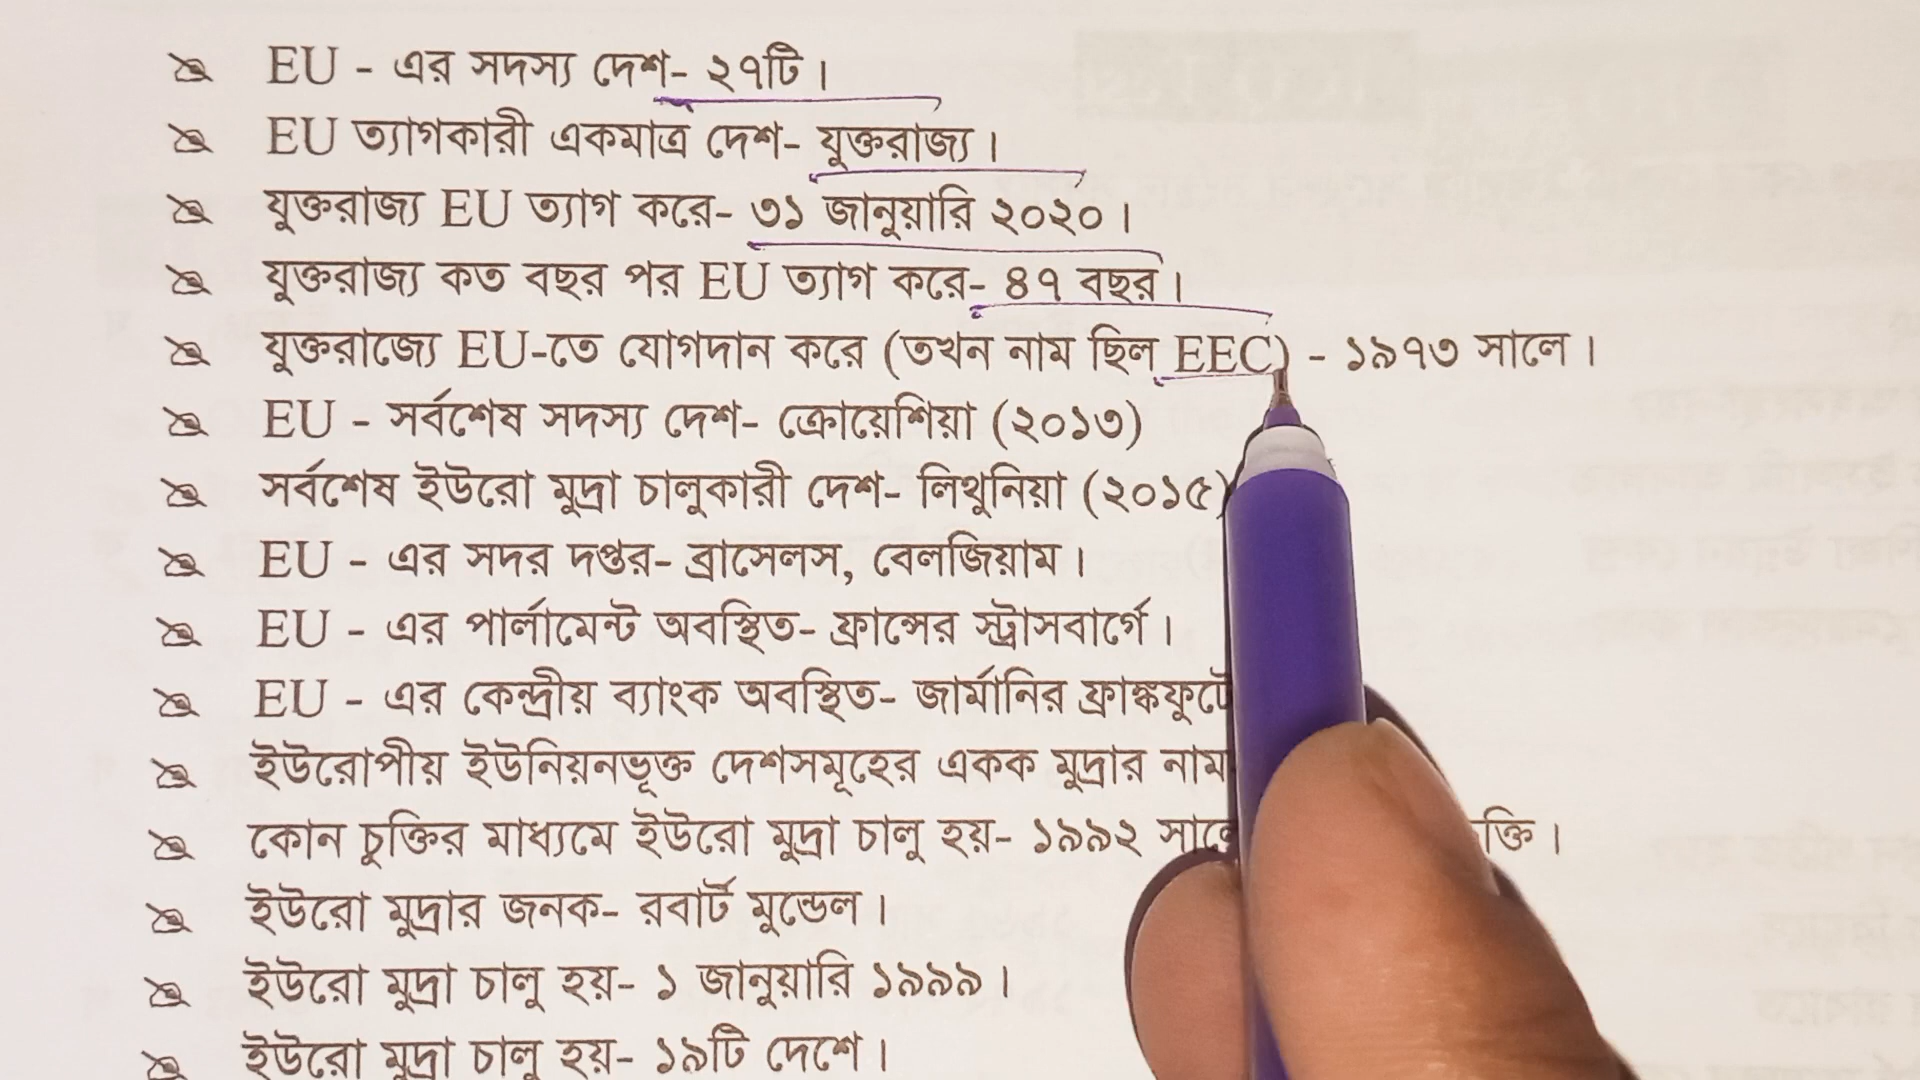 EU - এর সদস্য দেশ- ২৭টি।
EU ত্যাগকারী একমাত্র দেশ- যুক্তরাজ্য।
যুক্তরাজ্য EU ত্যাগ করে- ৩১ জানুয়ারি ২০২০।
যুক্তরাজ্য কত বছর পর EU ত্যাগ করে- ৪৭ বছর।
যুক্তরাজ্যে EU-তে যোগদান করে (তখন নাম ছিল EEC) - ১৯৭৩ সালে।
EU - সর্বশেষ সদস্য দেশ- ক্রোয়েশিয়া (২০১৩)
সর্বশেষ ইউরো মুদ্রা চালুকারী দেশ- লিথুনিয়া (২০১৫)
EU - এর সদর দপ্তর- ব্রাসেলস, বেলজিয়াম।
EU - এর পার্লামেন্ট অবস্থিত- ফ্রান্সের স্ট্রাসবার্গে।
EU - এর কেন্দ্রীয় ব্যাংক অবস্থিত- জার্মানির
ইউরোপীয় ইউনিয়নভূক্ত দেশসমূহের একক মুদ্রার নাম
কোন চুক্তির মাধ্যমে ইউরো মুদ্রা চালু হয়- ১৯৯২
ইউরো মুদ্রার জনক- রবার্ট মুন্ডেল।
ইউরো মুদ্রা চালু হয়- ১ জানুয়ারি ১৯৯৯।
ইউরো মুদ্রা চালু হয়- ১৯টি দেশে।